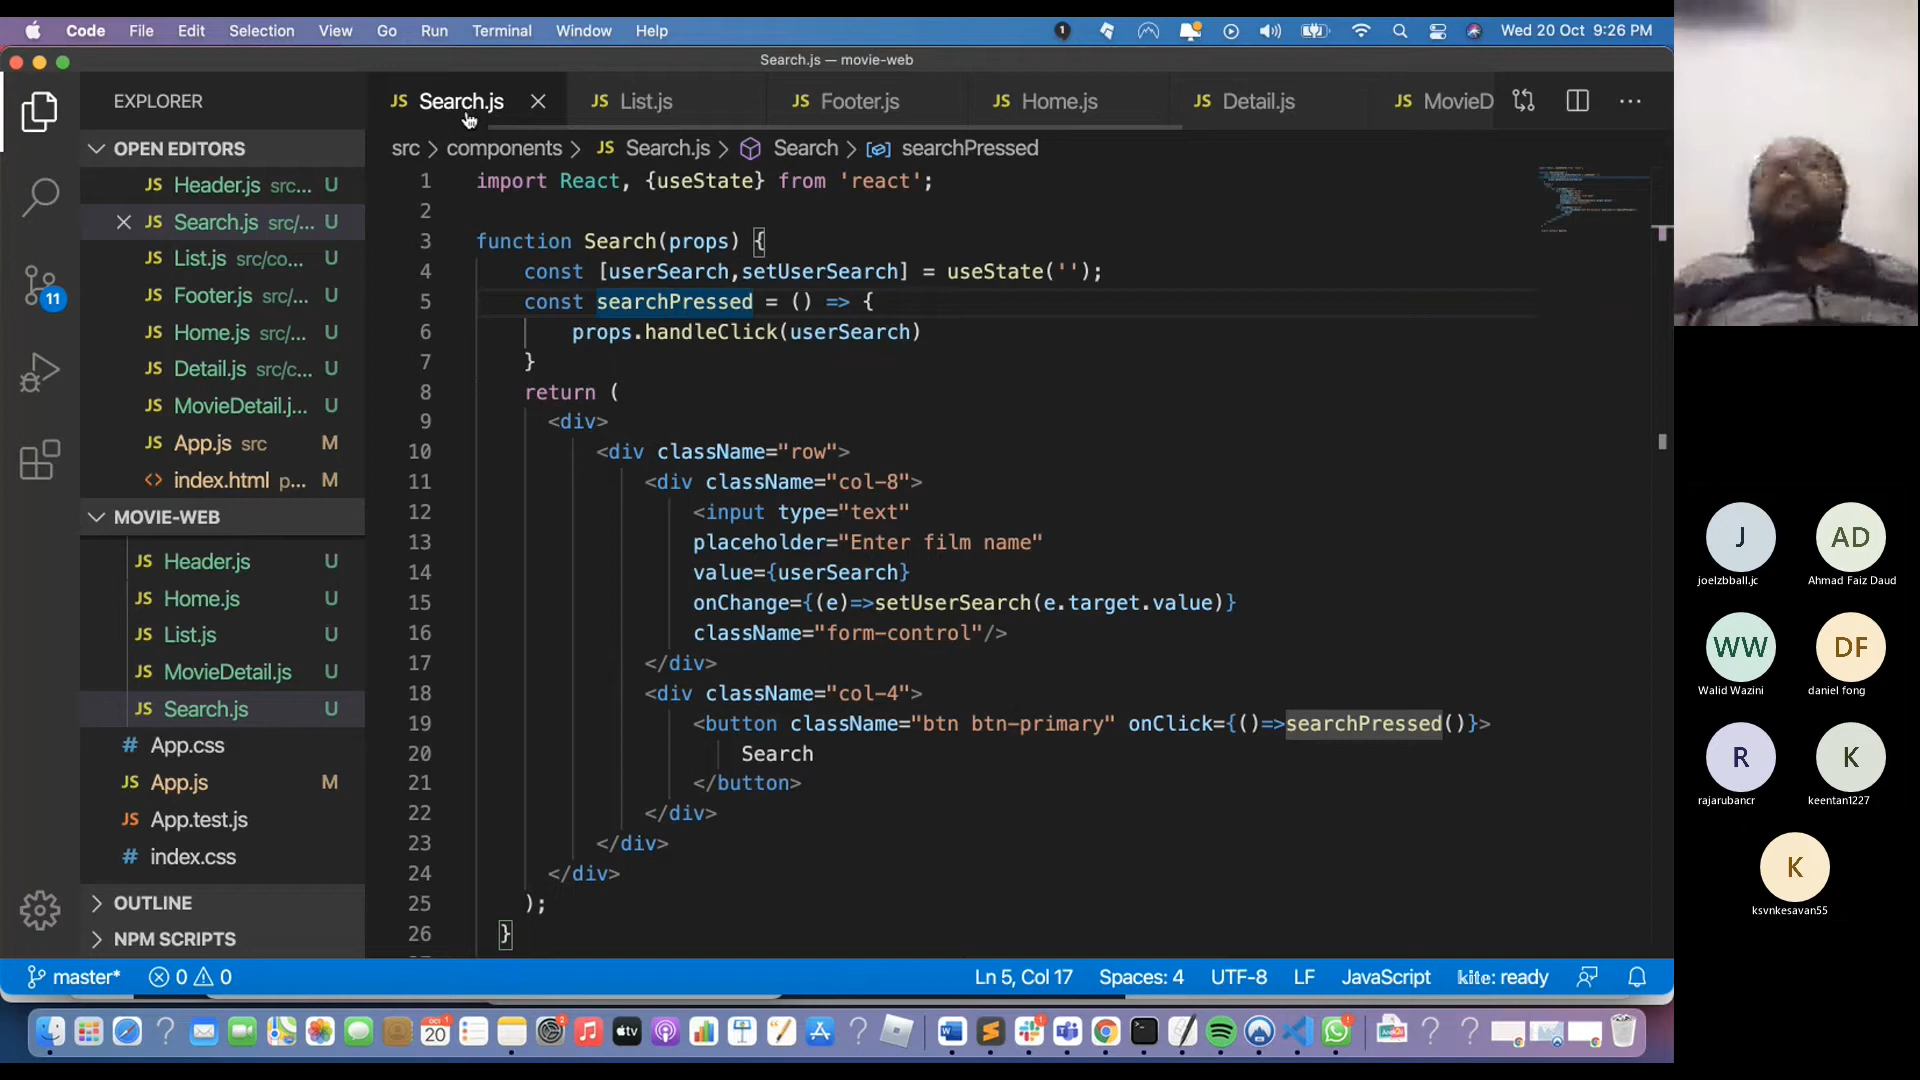 Code File Edit Selection View Go Run Terminal Window Help 1 Wed 20 Oct 9:26 PM
Search.js — movie-web
EXPLORER
JS Search.js JS List.js JS Footer.js JS Home.js JS Detail.js JS MovieD
OPEN EDITORS
JS Header.js src... U
JS Search.js src/... U
JS List.js src/co... U
JS Footer.js src/... U
JS Home.js src/... U
JS Detail.js src/c... U
JS MovieDetail.j... U
JS App.js src M
<> index.html p... M
MOVIE-WEB
JS Header.js U
JS Home.js U
JS List.js U
JS MovieDetail.js U
JS Search.js U
# App.css
JS App.js M
JS App.test.js
# index.css
OUTLINE
NPM SCRIPTS
11
src > components > JS Search.js > Search > searchPressed
1 import React, {useState} from 'react';
2
3 function Search(props) {
4 const [userSearch,setUserSearch] = useState('');
5 const searchPressed = () => {
6 props.handleClick(userSearch)
7 }
8 return (
9 <div>
10 <div className="row">
11 <div className="col-8">
12 <input type="text"
13 placeholder="Enter film name"
14 value={userSearch}
15 onChange={(e)=>setUserSearch(e.target.value)}
16 className="form-control"/>
17 </div>
18 <div className="col-4">
19 <button className="btn btn-primary" onClick={()=>searchPressed()}>
20 Search
21 </button>
22 </div>
23 </div>
24 </div>
25 );
26 }
master* 0 0 Ln 5, Col 17 Spaces: 4 UTF-8 LF JavaScript kite: ready
OCT 20 tv
J AD
joelzbball.jc Ahmad Faiz Daud
WW DF
Walid Wazini daniel fong
R K
rajarubancr keentan1227
K
ksvnkesavan55